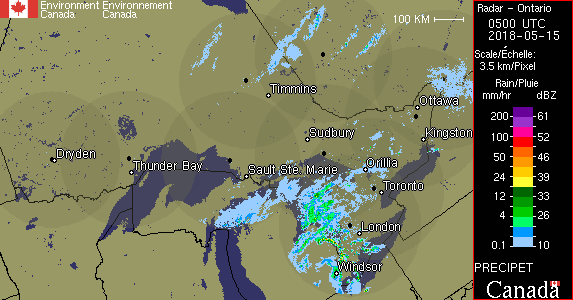 Environment Environnement
Canada Canada
100 KM
Timmins
Ottawa
Sudbury
Kingston
Dryden
Thunder Bay
Sault Ste. Marie
Orillia
Toronto
London
Windsor
Radar - Ontario
0500 UTC
2018-05-15
Scale/Échelle:
3.5 km/Pixel
Rain/Pluie
mm/hr dBZ
200 61
100 52
50 46
24 39
12 33
4 26
0.1 10
PRECIPET
Canada